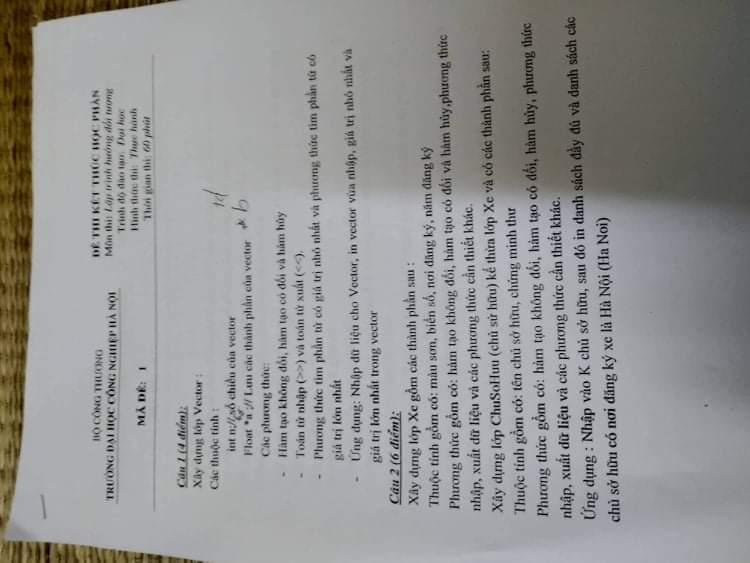 BỘ CÔNG THƯƠNG
TRƯỜNG ĐẠI HỌC CÔNG NGHIỆP HÀ NỘI
MÃ ĐỀ: 1
ĐỀ THI KẾT THÚC HỌC PHẦN
Môn thi: Lập trình hướng đối tượng
Trình độ đào tạo: Đại học
Hình thức thi: Thực hành
Thời gian thi: 60 phút
Câu 1 (4 điểm):
Xây dựng lớp Vector :
Các thuộc tính :
int n;//số chiều của vector
Float *a ;// Lưu các thành phần của vector
Các phương thức:
- Hàm tạo không đối, hàm tạo có đối và hàm hủy
- Toán tử nhập (>>) và toán tử xuất (<<).
- Phương thức tìm phần tử có giá trị nhỏ nhất và phương thức tìm phần tử có
giá trị lớn nhất
- Ứng dụng: Nhập dữ liệu cho Vector, in vector vừa nhập, giá trị nhỏ nhất và
giá trị lớn nhất trong vector
Câu 2 (6 điểm):
Xây dựng lớp Xe gồm các thành phần sau :
Thuộc tính gồm có: màu sơn, biển số, nơi đăng ký, năm đăng ký
Phương thức gồm có: hàm tạo không đối, hàm tạo có đối và hàm hủy,phương thức
nhập, xuất dữ liệu và các phương thức cần thiết khác.
Xây dựng lớp ChuSoHuu (chủ sử hữu) kế thừa lớp Xe và có các thành phần sau:
Thuộc tính gồm có: tên chủ sở hữu, chứng minh thư
Phương thức gồm có: hàm tạo không đối, hàm tạo có đối, hàm hủy, phương thức
nhập, xuất dữ liệu và các phương thức cần thiết khác.
Ứng dụng : Nhập vào K chủ sở hữu, sau đó in danh sách đầy đủ và danh sách các
chủ sở hữu có nơi đăng ký xe là Hà Nội (Ha Noi)